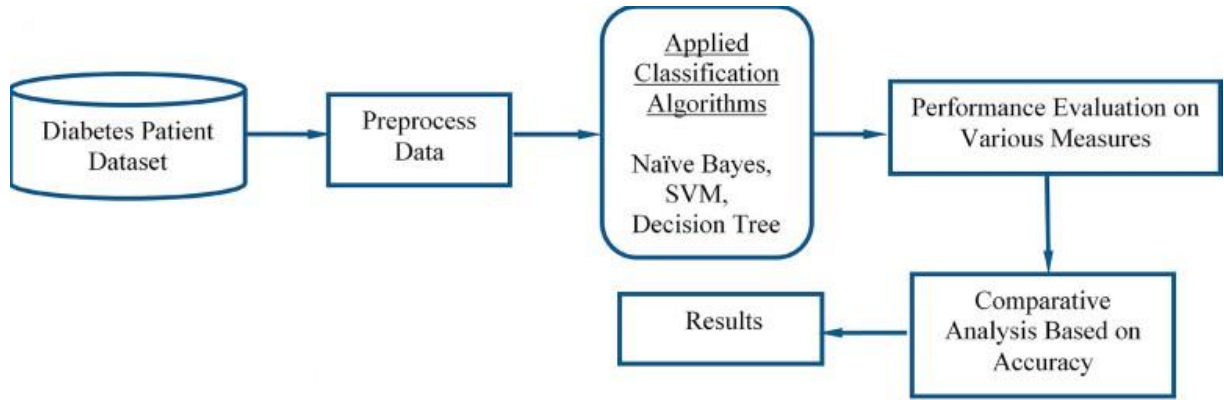 Diabetes Patient
Dataset
Preprocess
Data
Applied
Classification
Algorithms
Naïve Bayes,
SVM,
Decision Tree
Performance Evaluation on
Various Measures
Comparative
Analysis Based on
Accuracy
Results